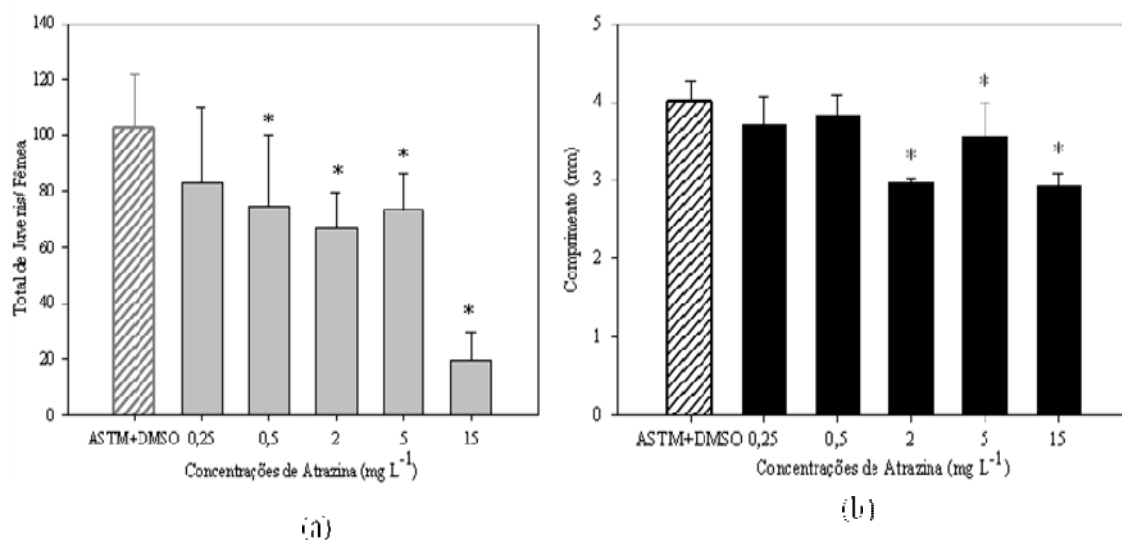 Total de Juvenis/ Fêmea
140
120
100
80
60
40
20
0
*
*
*
*
ASTM+DMSO 0,25 0,5 2 5 15
Concentrações de Atrazina (mg L⁻¹)
(a)
Comprimento (mm)
5
4
3
2
1
0
*
*
*
ASTM+DMSO 0,25 0,5 2 5 15
Concentrações de Atrazina (mg L⁻¹)
(b)